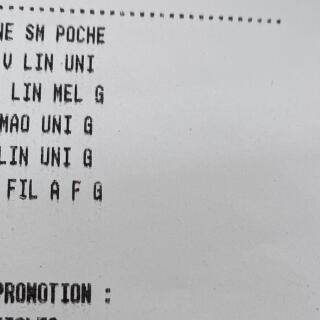 NE SM POCHE
V LIN UNI
LIN MEL G
MAO UNI G
LIN UNI G
FIL A F G
PROMOTION :